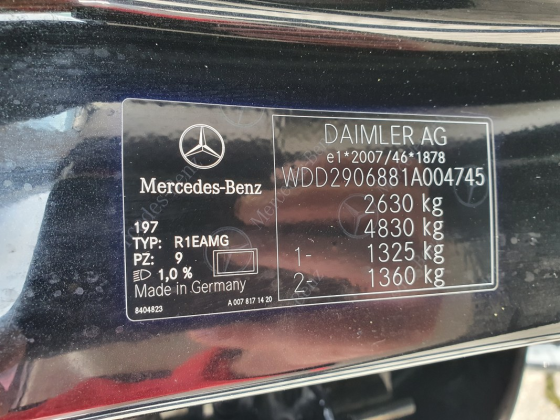 Mercedes-Benz
197
TYP: R1EAMG
PZ: 9
1,0 %
Made in Germany
8404823
A 007 817 14 20
DAIMLER AG
e1*2007/46*1878
WDD2906881A004745
2630 kg
4830 kg
1- 1325 kg
2- 1360 kg